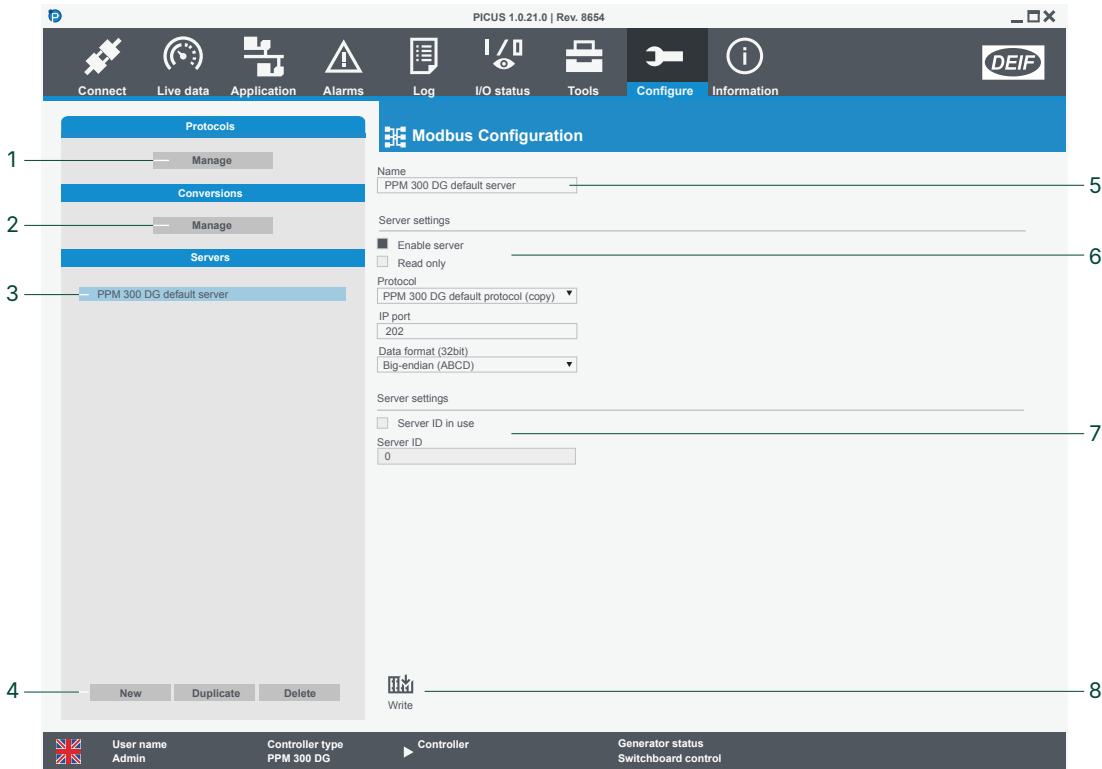 PICUS 1.0.21.0 | Rev. 8654
Connect Live data Application Alarms Log I/O status Tools Configure Information
DEIF
Protocols
1 Manage
Conversions
2 Manage
Servers
3 PPM 300 DG default server
4 New Duplicate Delete
Modbus Configuration
Name
PPM 300 DG default server 5
Server settings
Enable server
6
Read only
Protocol
PPM 300 DG default protocol (copy)
IP port
202
Data format (32bit)
Big-endian (ABCD)
Server settings
Server ID in use
7
Server ID
0
8
Write
User name Controller type Controller Generator status
Admin PPM 300 DG Switchboard control